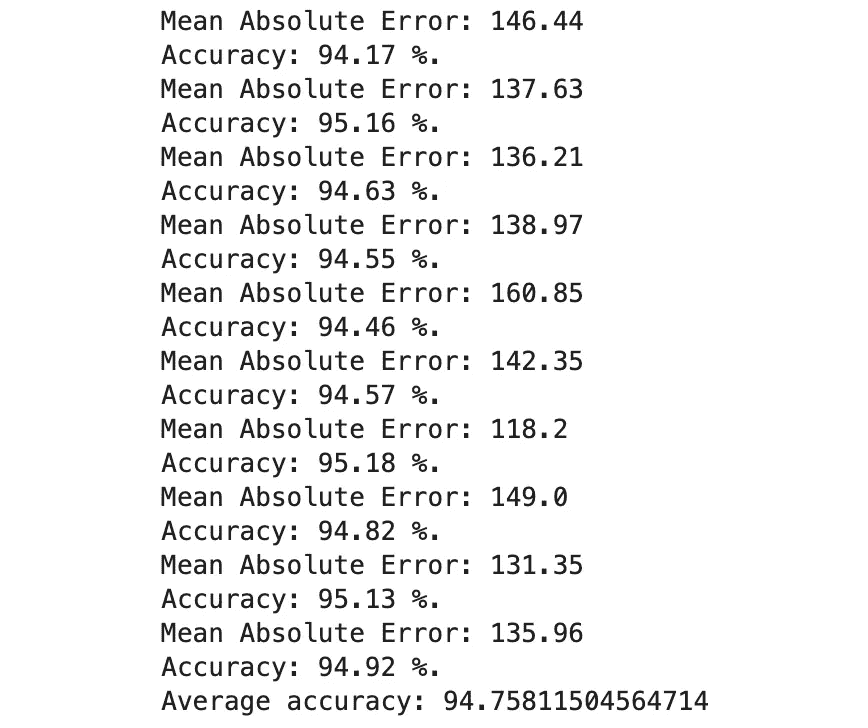 Mean Absolute Error: 146.44
Accuracy: 94.17 %.
Mean Absolute Error: 137.63
Accuracy: 95.16 %.
Mean Absolute Error: 136.21
Accuracy: 94.63 %.
Mean Absolute Error: 138.97
Accuracy: 94.55 %.
Mean Absolute Error: 160.85
Accuracy: 94.46 %.
Mean Absolute Error: 142.35
Accuracy: 94.57 %.
Mean Absolute Error: 118.2
Accuracy: 95.18 %.
Mean Absolute Error: 149.0
Accuracy: 94.82 %.
Mean Absolute Error: 131.35
Accuracy: 95.13 %.
Mean Absolute Error: 135.96
Accuracy: 94.92 %.
Average accuracy: 94.75811504564714